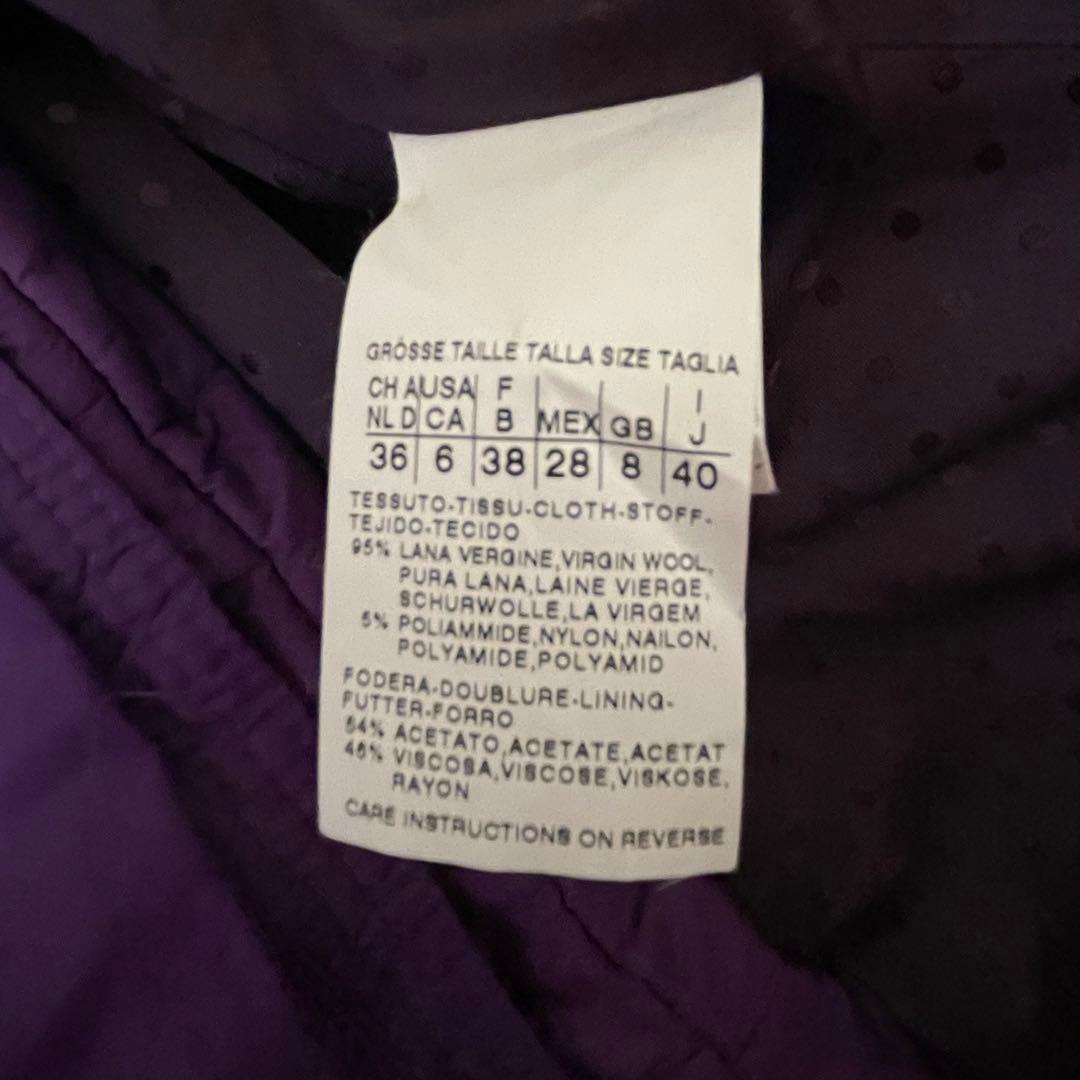 GRÖSSE TAILLE TALLA SIZE TAGLIA
CH A USA F I
NL D CA B MEX GB J
36 6 38 28 8 40
TESSUTO-TISSU-CLOTH-STOFF-
TEJIDO-TECIDO
95% LANA VERGINE,VIRGIN WOOL,
PURA LANA,LAINE VIERGE,
SCHURWOLLE,LA VIRGEM
5% POLIAMMIDE,NYLON,NAILON,
POLYAMIDE,POLYAMID
FODERA-DOUBLURE-LINING-
FUTTER-FORRO
54% ACETATO,ACETATE,ACETAT
46% VISCOSA,VISCOSE,VISKOSE,
RAYON
CARE INSTRUCTIONS ON REVERSE